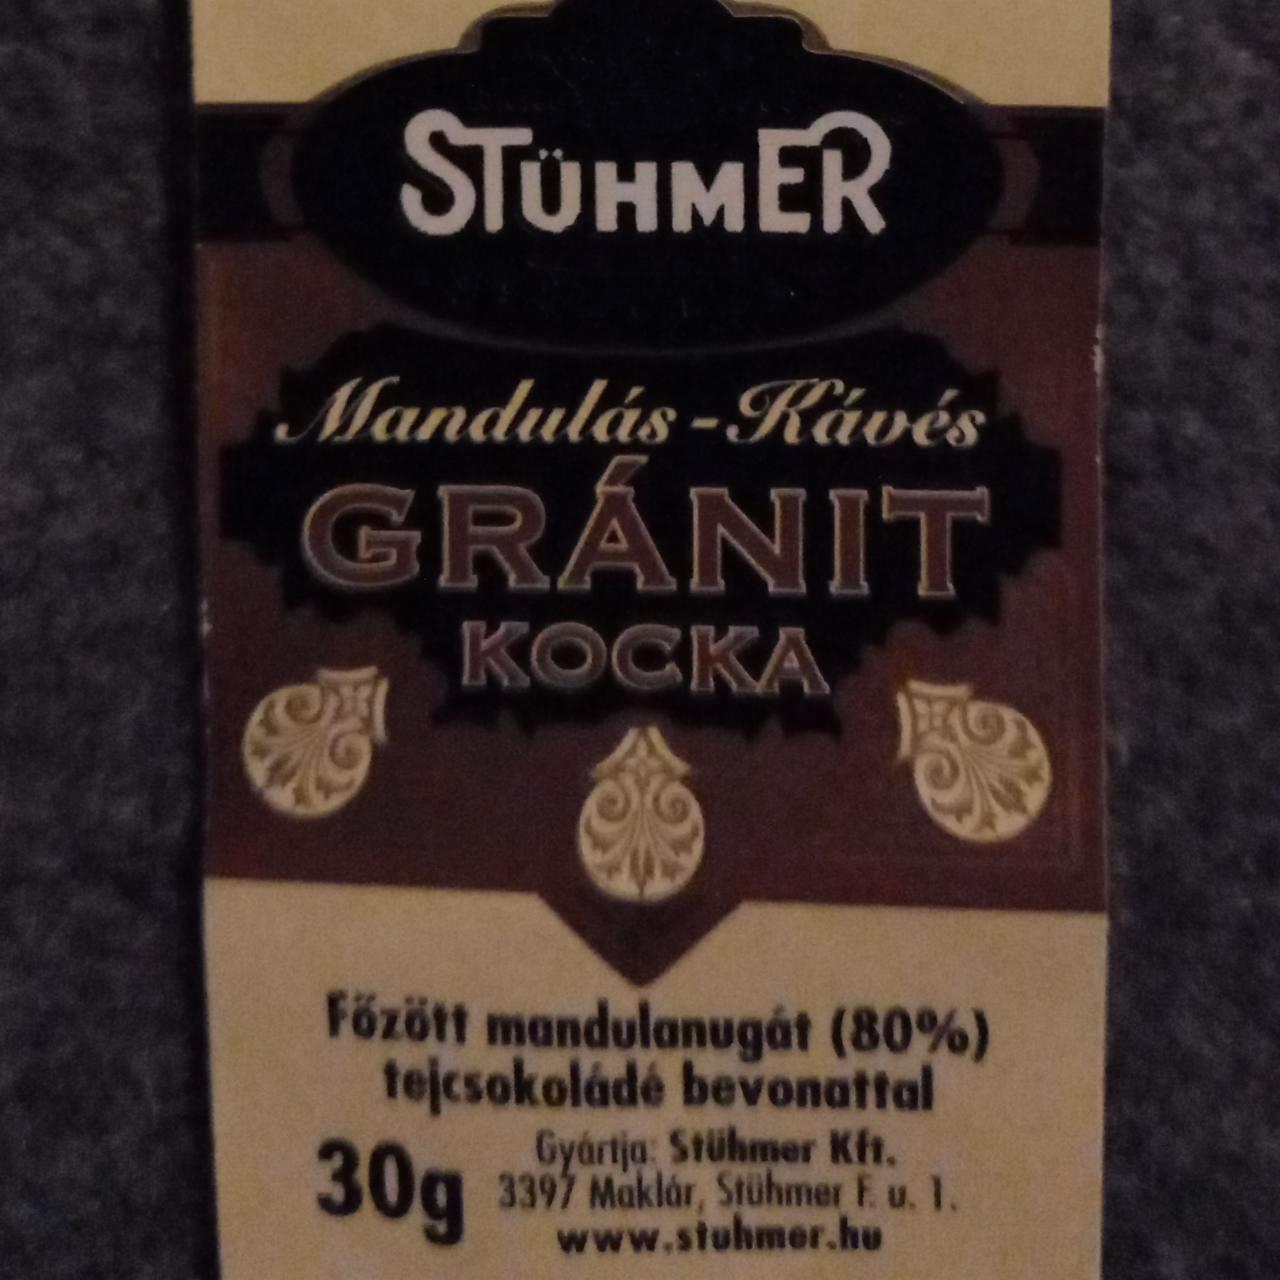 STÜHMER
Mandulás - Kávés
GRÁNIT
KOCKA
Főzött mandulanugát (80%)
tejcsokoládé bevonattal
30g
Gyártja: Stühmer Kft.
3397 Maklár, Stühmer F. u. 1.
www.stuhmer.hu